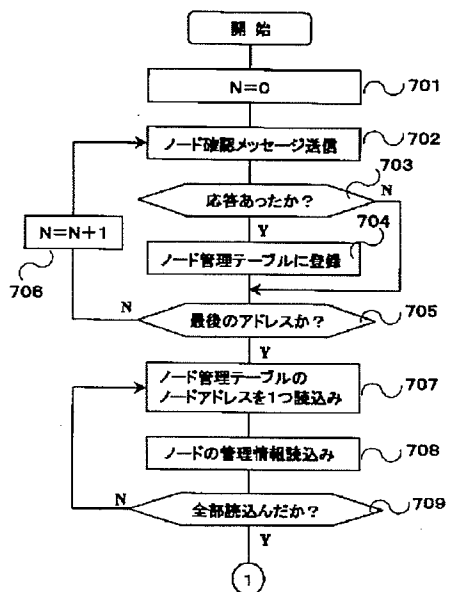 開始
N=0
701
ノード確認メッセージ送信
702
703
応答あったか?
N
704
Y
N=N+1
706
ノード管理テーブルに登録
N
最後のアドレスか?
705
Y
ノード管理テーブルの
ノードアドレスを1つ読込み
707
ノードの管理情報読込み
708
N
全部読込んだか?
709
Y
1